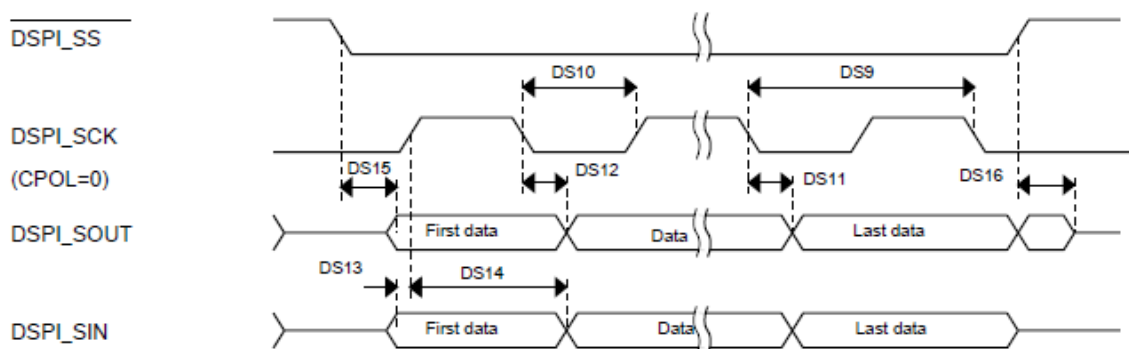 DSPI_SS
DS10 DS9
DSPI_SCK
(CPOL=0)
DS15 DS12 DS11 DS16
DSPI_SOUT First data Data Last data
DS13 DS14
DSPI_SIN First data Data Last data